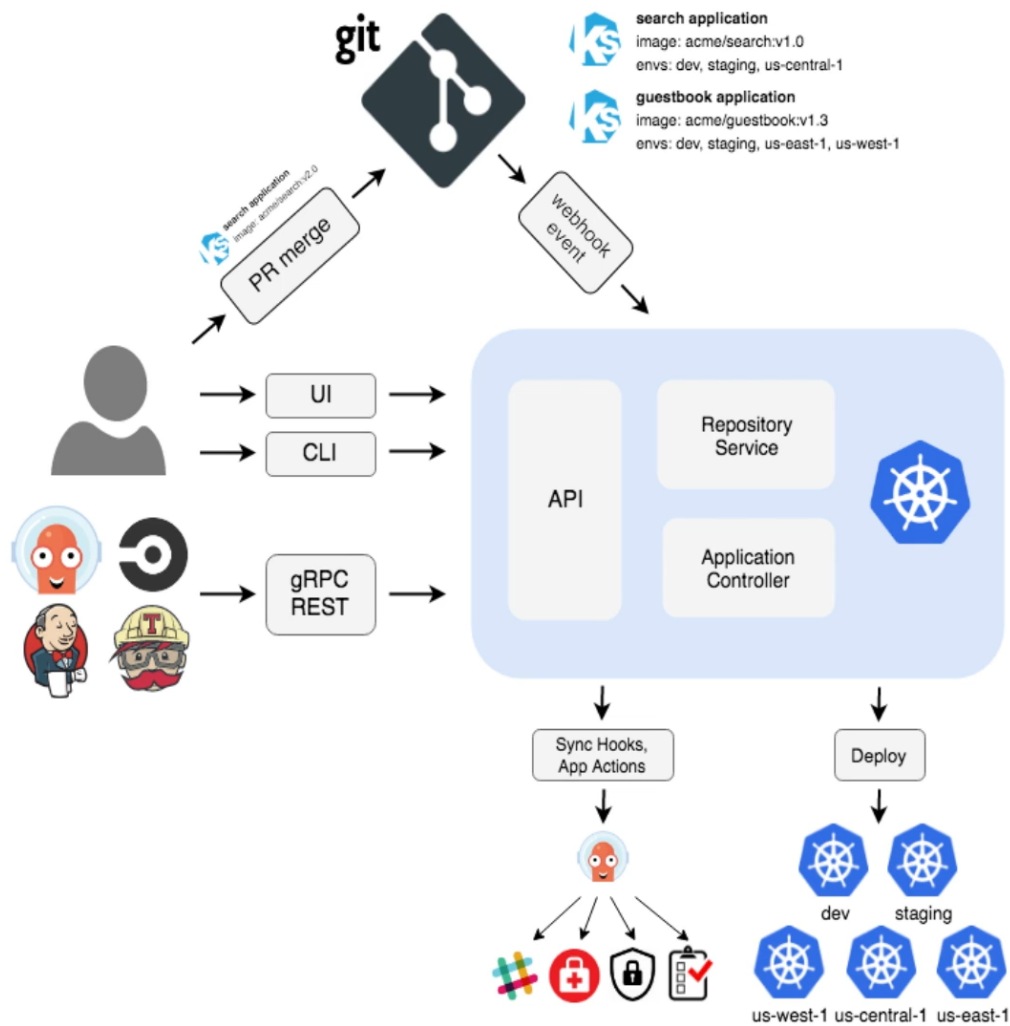 git
Ks
search application
image: acme/search:v1.0
envs: dev, staging, us-central-1
Ks
guestbook application
image: acme/guestbook:v1.3
envs: dev, staging, us-east-1, us-west-1
Ks
search application
image: acme/search:v2.0
PR merge
webhook
event
UI
CLI
gRPC
REST
T
API
Repository
Service
Application
Controller
Sync Hooks,
App Actions
Deploy
dev
staging
us-west-1
us-central-1
us-east-1